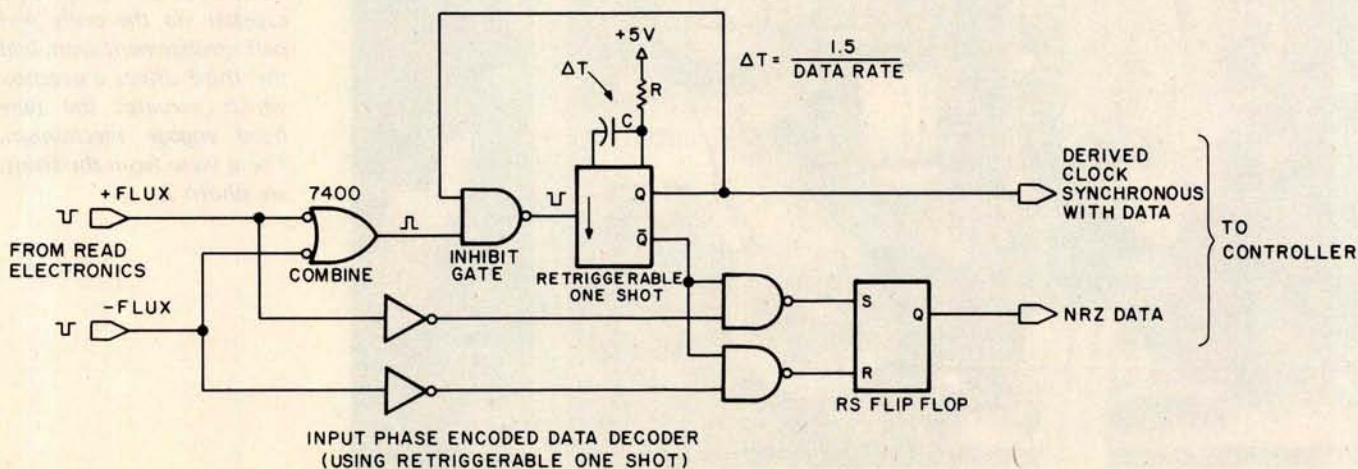 +5V
ΔT
R
C
ΔT = 1.5
DATA RATE
+FLUX
7400
FROM READ
ELECTRONICS
COMBINE
INHIBIT
GATE
Q
Q̅
RETRIGGERABLE
ONE SHOT
DERIVED
CLOCK
SYNCHRONOUS
WITH DATA
TO
CONTROLLER
-FLUX
S
R
Q
NRZ DATA
RS FLIP FLOP
INPUT PHASE ENCODED DATA DECODER
(USING RETRIGGERABLE ONE SHOT)